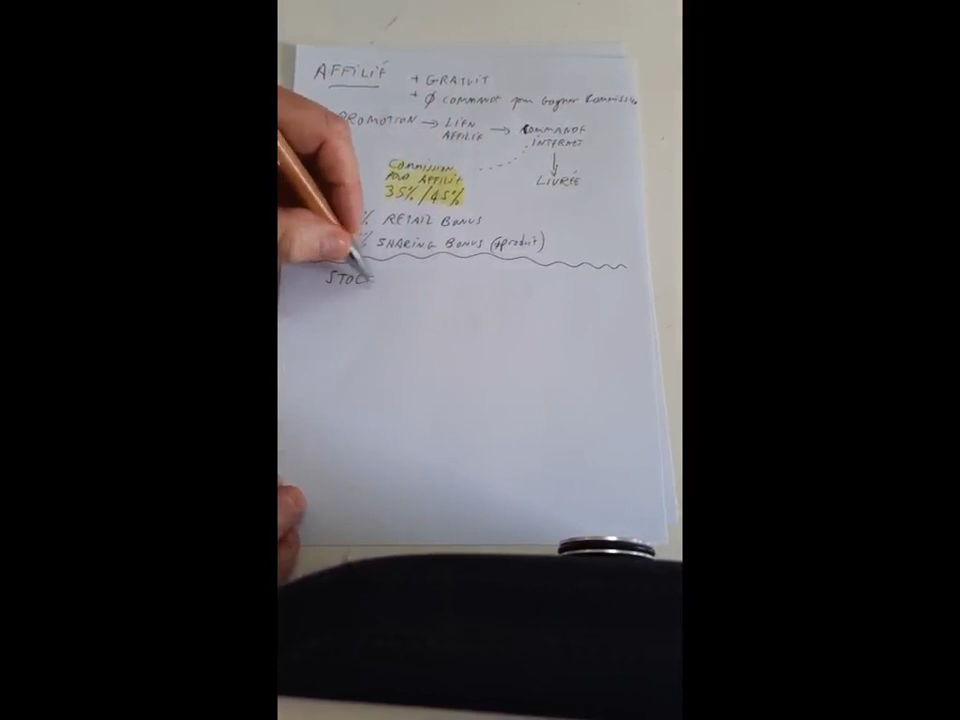 AFFILIÉ + GRATUIT
+ Ø COMMANDE pour Gagner Commissio
PROMOTION → LIEN AFFILIÉ → COMMANDE INTERNET
↓
LIVRÉE
COMMISSION
POUR AFFILIÉ
35%/45%
% RETAIL BONUS
% SHARING BONUS (+produit)
STOC